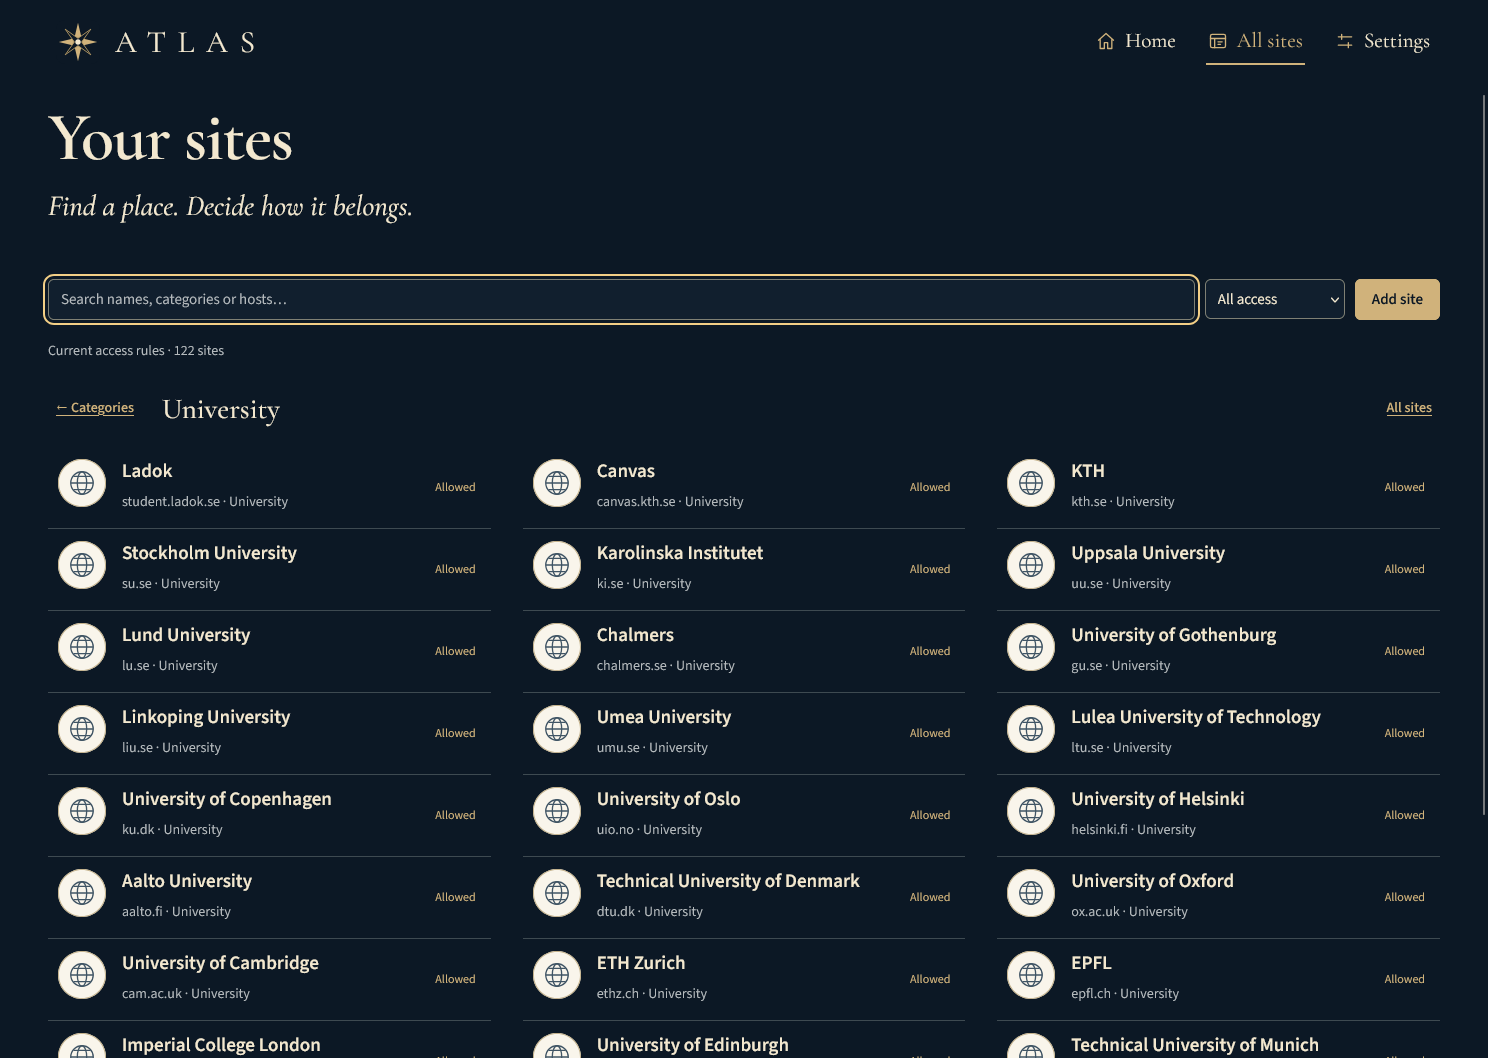 ATLAS
Home
All sites
Settings
Your sites
Find a place. Decide how it belongs.
Search names, categories or hosts…
All access
Add site
Current access rules · 122 sites
← Categories
University
All sites
Ladok
student.ladok.se · University
Allowed
Canvas
canvas.kth.se · University
Allowed
KTH
kth.se · University
Allowed
Stockholm University
su.se · University
Allowed
Karolinska Institutet
ki.se · University
Allowed
Uppsala University
uu.se · University
Allowed
Lund University
lu.se · University
Allowed
Chalmers
chalmers.se · University
Allowed
University of Gothenburg
gu.se · University
Allowed
Linkoping University
liu.se · University
Allowed
Umea University
umu.se · University
Allowed
Lulea University of Technology
ltu.se · University
Allowed
University of Copenhagen
ku.dk · University
Allowed
University of Oslo
uio.no · University
Allowed
University of Helsinki
helsinki.fi · University
Allowed
Aalto University
aalto.fi · University
Allowed
Technical University of Denmark
dtu.dk · University
Allowed
University of Oxford
ox.ac.uk · University
Allowed
University of Cambridge
cam.ac.uk · University
Allowed
ETH Zurich
ethz.ch · University
Allowed
EPFL
epfl.ch · University
Allowed
Imperial College London
University of Edinburgh
Technical University of Munich